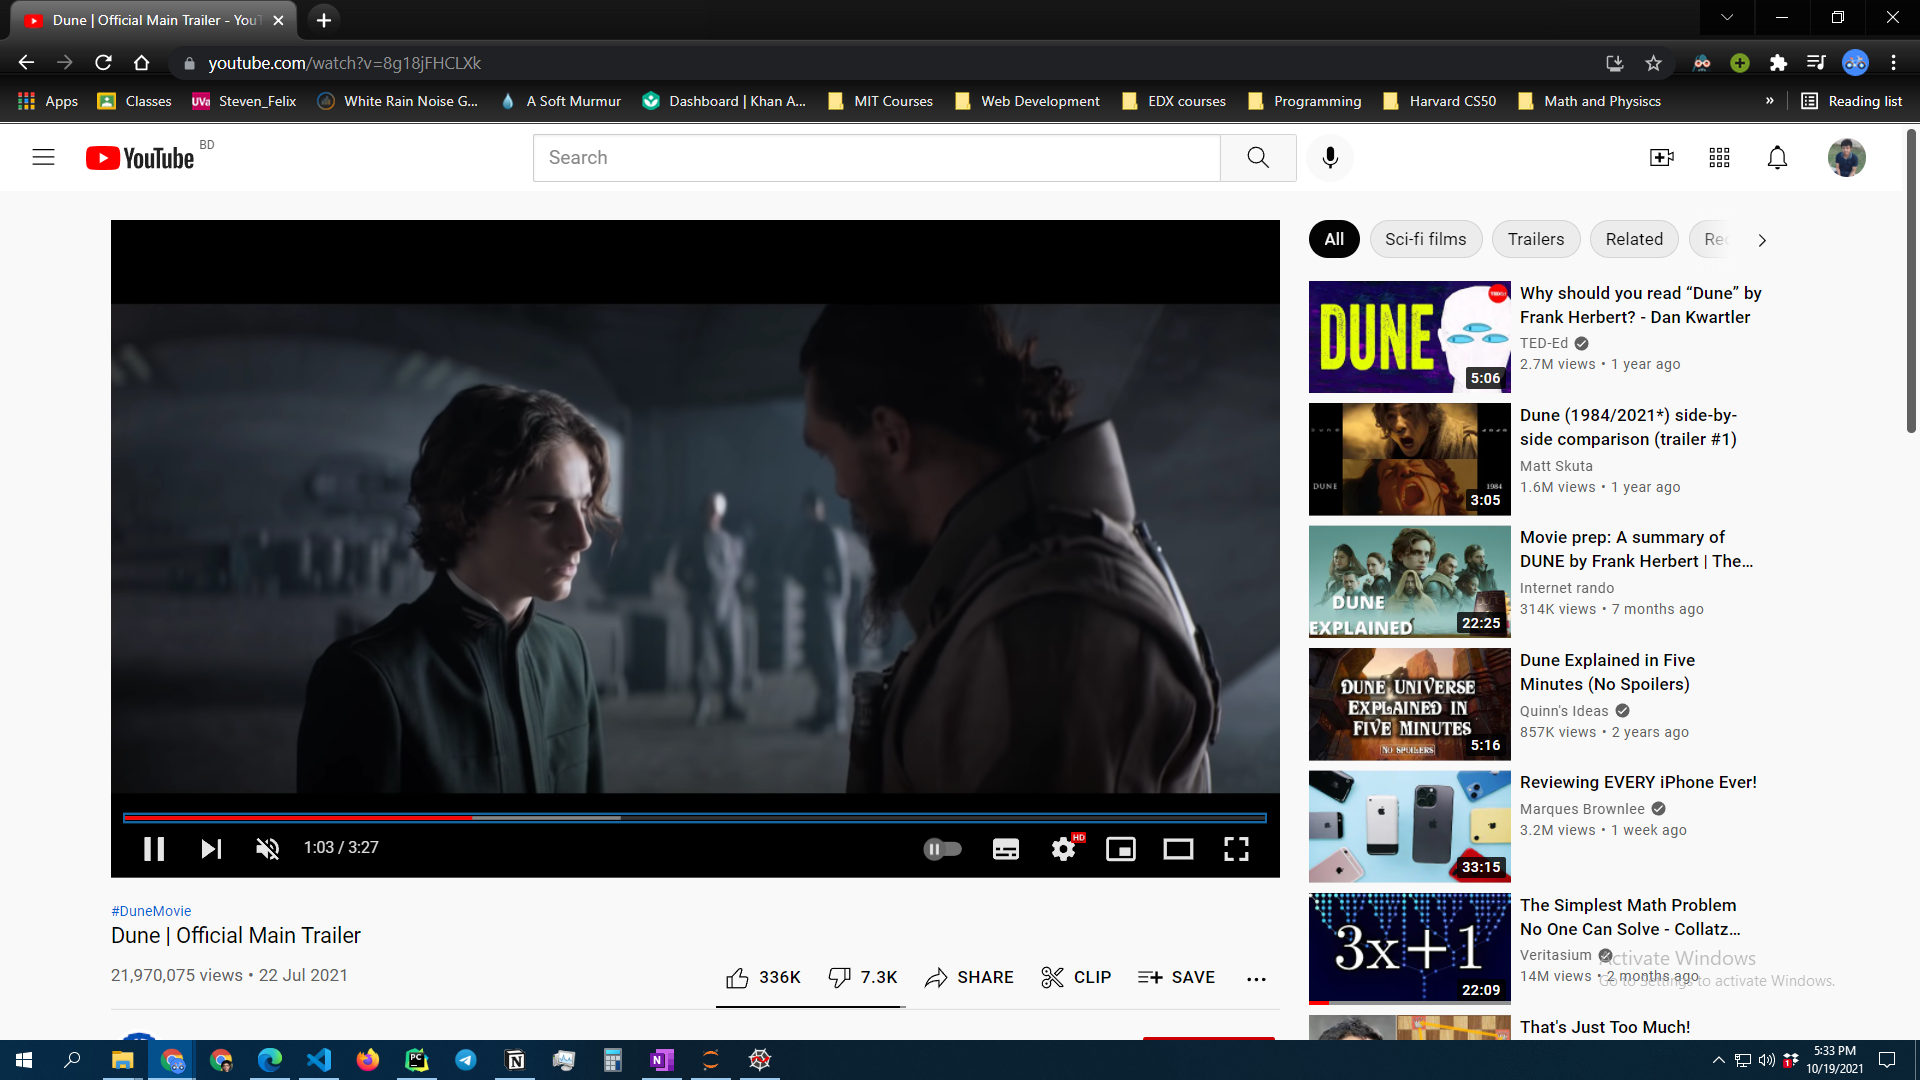 Dune | Official Main Trailer - YouT
youtube.com/watch?v=8g18jFHCLXk
Apps
Classes
UVa
Steven_Felix
White Rain Noise G...
A Soft Murmur
Dashboard | Khan A...
MIT Courses
Web Development
EDX courses
Programming
Harvard CS50
Math and Physiscs
»
Reading list
YouTube BD
Search
All
Sci-fi films
Trailers
Related
Rec
DUNE
5:06
Why should you read “Dune” by
Frank Herbert? - Dan Kwartler
TED-Ed
2.7M views • 1 year ago
DUNE
1984
3:05
Dune (1984/2021*) side-by-
side comparison (trailer #1)
Matt Skuta
1.6M views • 1 year ago
DUNE
EXPLAINED
22:25
Movie prep: A summary of
DUNE by Frank Herbert | The...
Internet rando
314K views • 7 months ago
DUNE UNIVERSE
EXPLAINED IN
FIVE MINUTES
NO SPOILERS
5:16
Dune Explained in Five
Minutes (No Spoilers)
Quinn's Ideas
857K views • 2 years ago
33:15
Reviewing EVERY iPhone Ever!
Marques Brownlee
3.2M views • 1 week ago
3x+1
22:09
The Simplest Math Problem
No One Can Solve - Collatz...
Veritasium
14M views • 2 months ago
That's Just Too Much!
1:03 / 3:27
HD
#DuneMovie
Dune | Official Main Trailer
21,970,075 views • 22 Jul 2021
336K
7.3K
SHARE
CLIP
SAVE
Activate Windows
Go to Settings to activate Windows.
PC
N
N
1
5:33 PM
10/19/2021